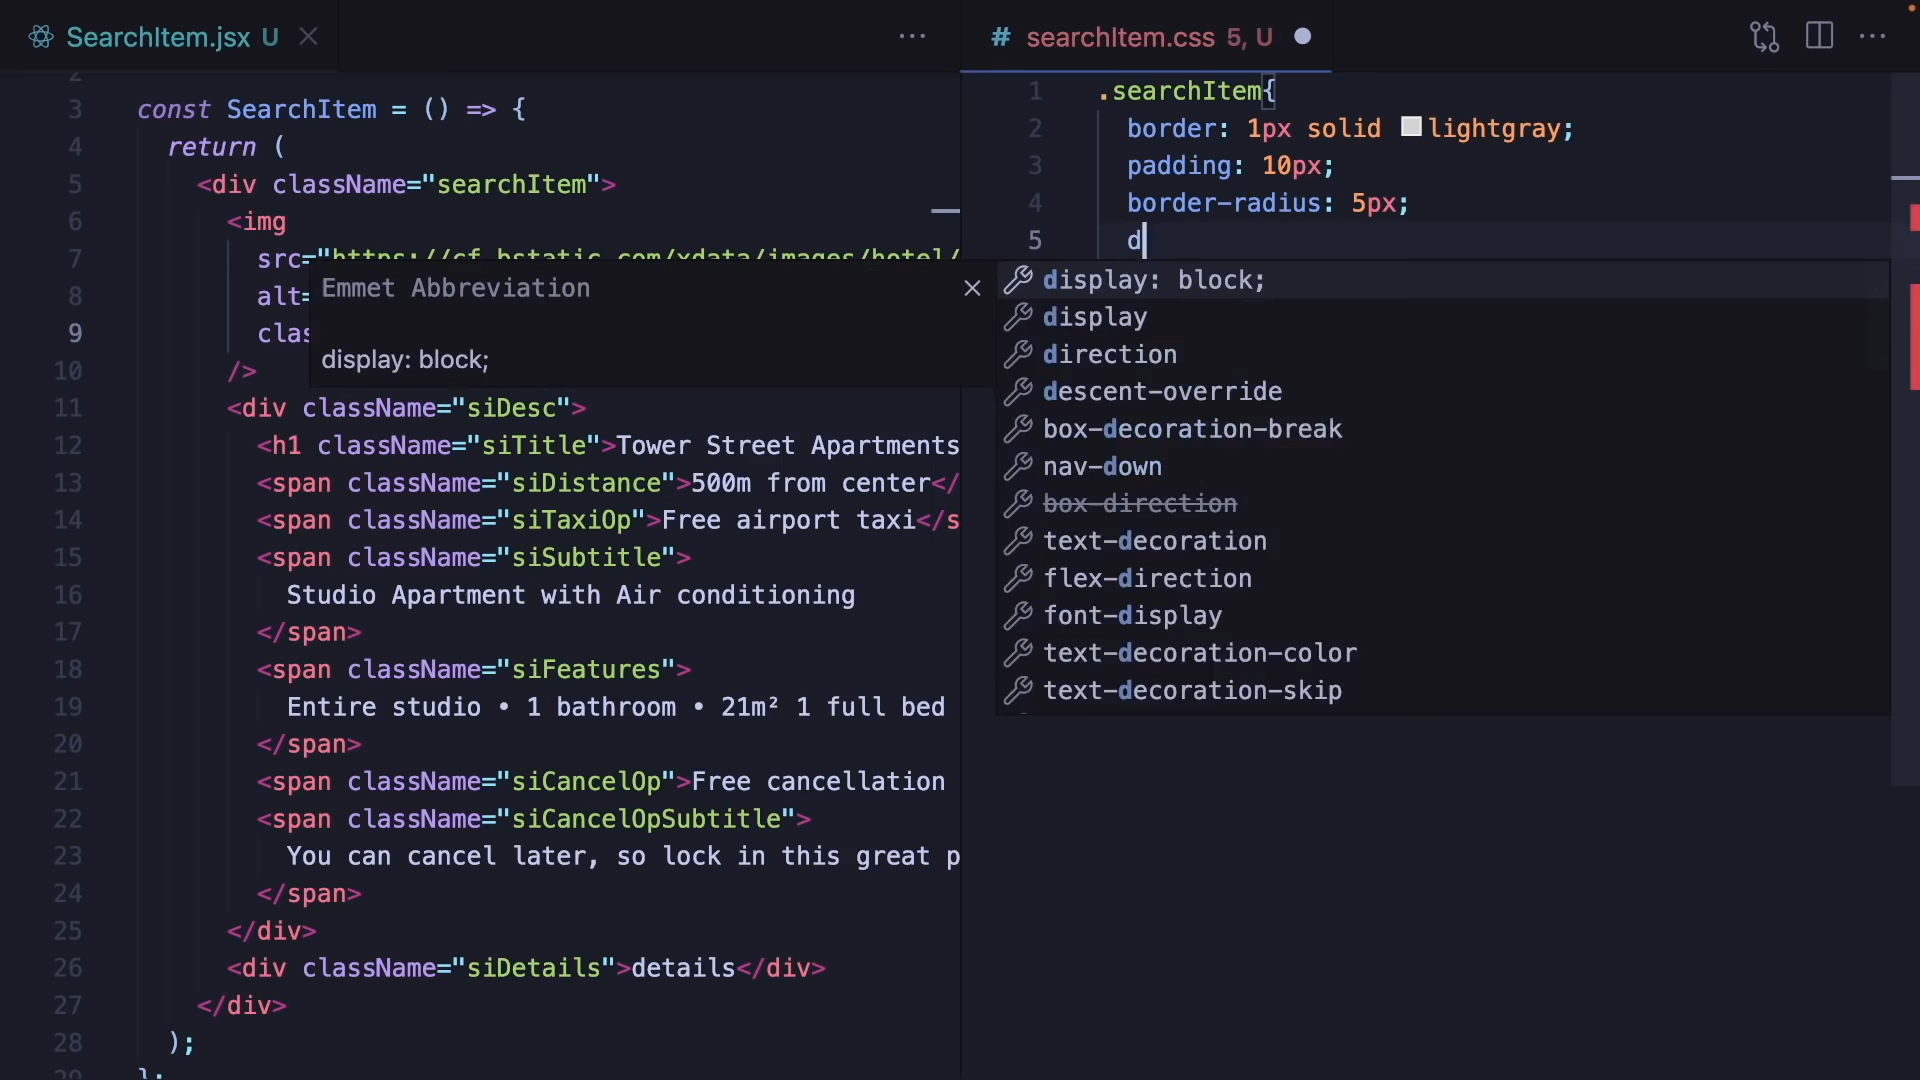 SearchItem.jsx U
2
3 const SearchItem = () => {
4 return (
5 <div className="searchItem">
6 <img
7 src="https://cf.bstatic.com/xdata/images/hotel/
8 alt=
9 clas
10 />
11 <div className="siDesc">
12 <h1 className="siTitle">Tower Street Apartments
13 <span className="siDistance">500m from center</
14 <span className="siTaxiOp">Free airport taxi</s
15 <span className="siSubtitle">
16 Studio Apartment with Air conditioning
17 </span>
18 <span className="siFeatures">
19 Entire studio • 1 bathroom • 21m² 1 full bed
20 </span>
21 <span className="siCancelOp">Free cancellation
22 <span className="siCancelOpSubtitle">
23 You can cancel later, so lock in this great p
24 </span>
25 </div>
26 <div className="siDetails">details</div>
27 </div>
28 );
29 };
Emmet Abbreviation
display: block;
# searchItem.css 5, U
1 .searchItem{
2 border: 1px solid lightgray;
3 padding: 10px;
4 border-radius: 5px;
5 d
display: block;
display
direction
descent-override
box-decoration-break
nav-down
box-direction
text-decoration
flex-direction
font-display
text-decoration-color
text-decoration-skip